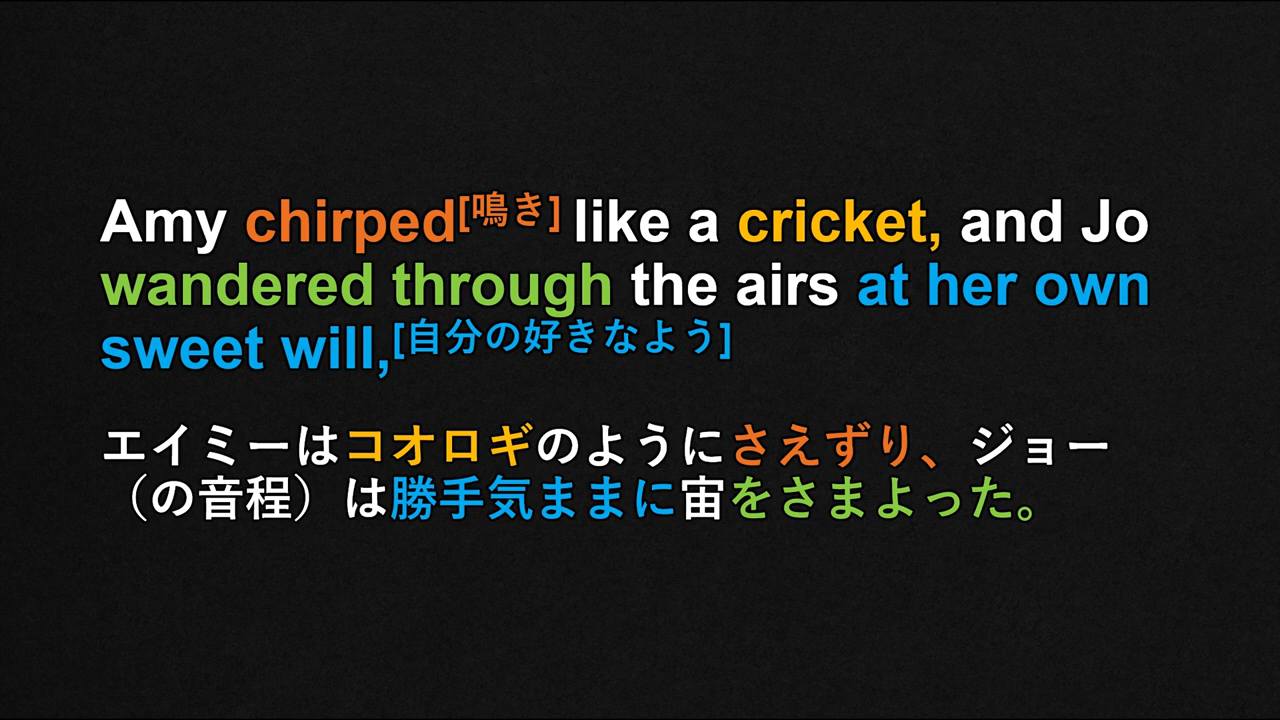 Amy chirped[鳴き] like a cricket, and Jo
wandered through the airs at her own
sweet will,[自分の好きなよう]
エイミーはコオロギのようにさえずり、ジョー
（の音程）は勝手気ままに宙をさまよった。